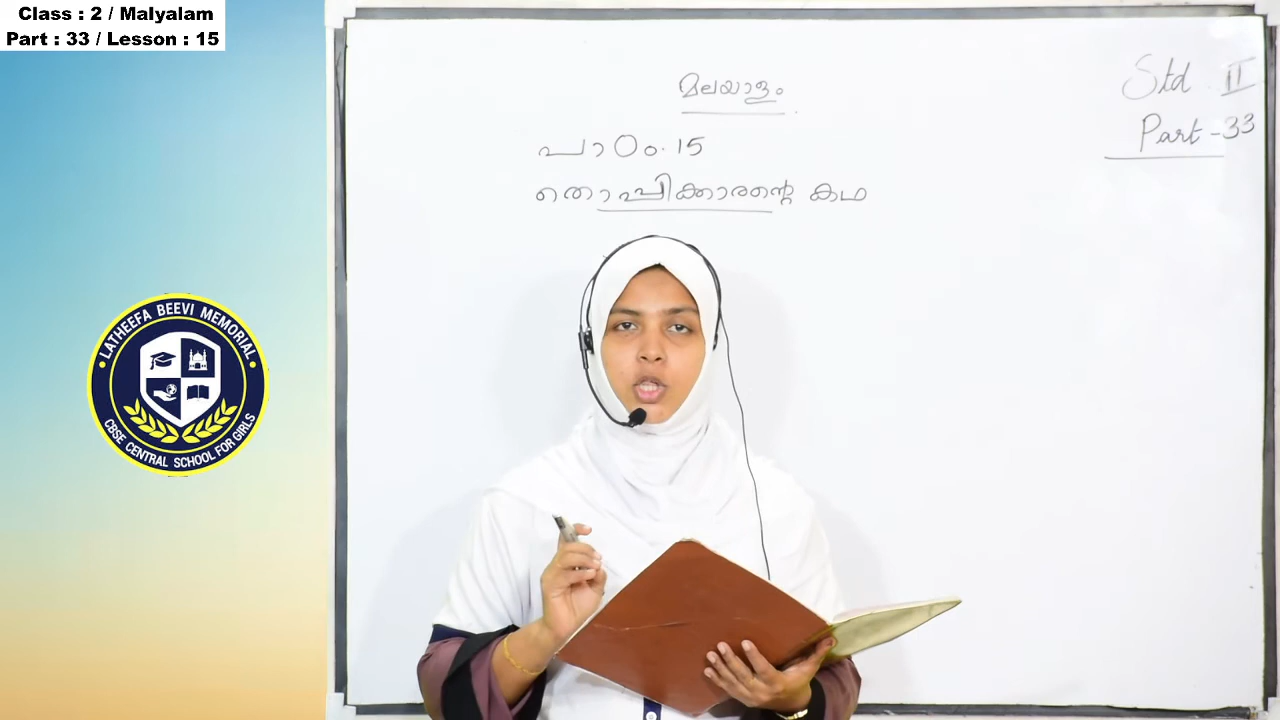 Class : 2 / Malyalam
Part : 33 / Lesson : 15
മലയാളം
Std II
Part - 33
പാഠം. 15
തൊപ്പിക്കാരന്റെ കഥ
LATHEEFA BEEVI MEMORIAL
CBSE CENTRAL SCHOOL FOR GIRLS